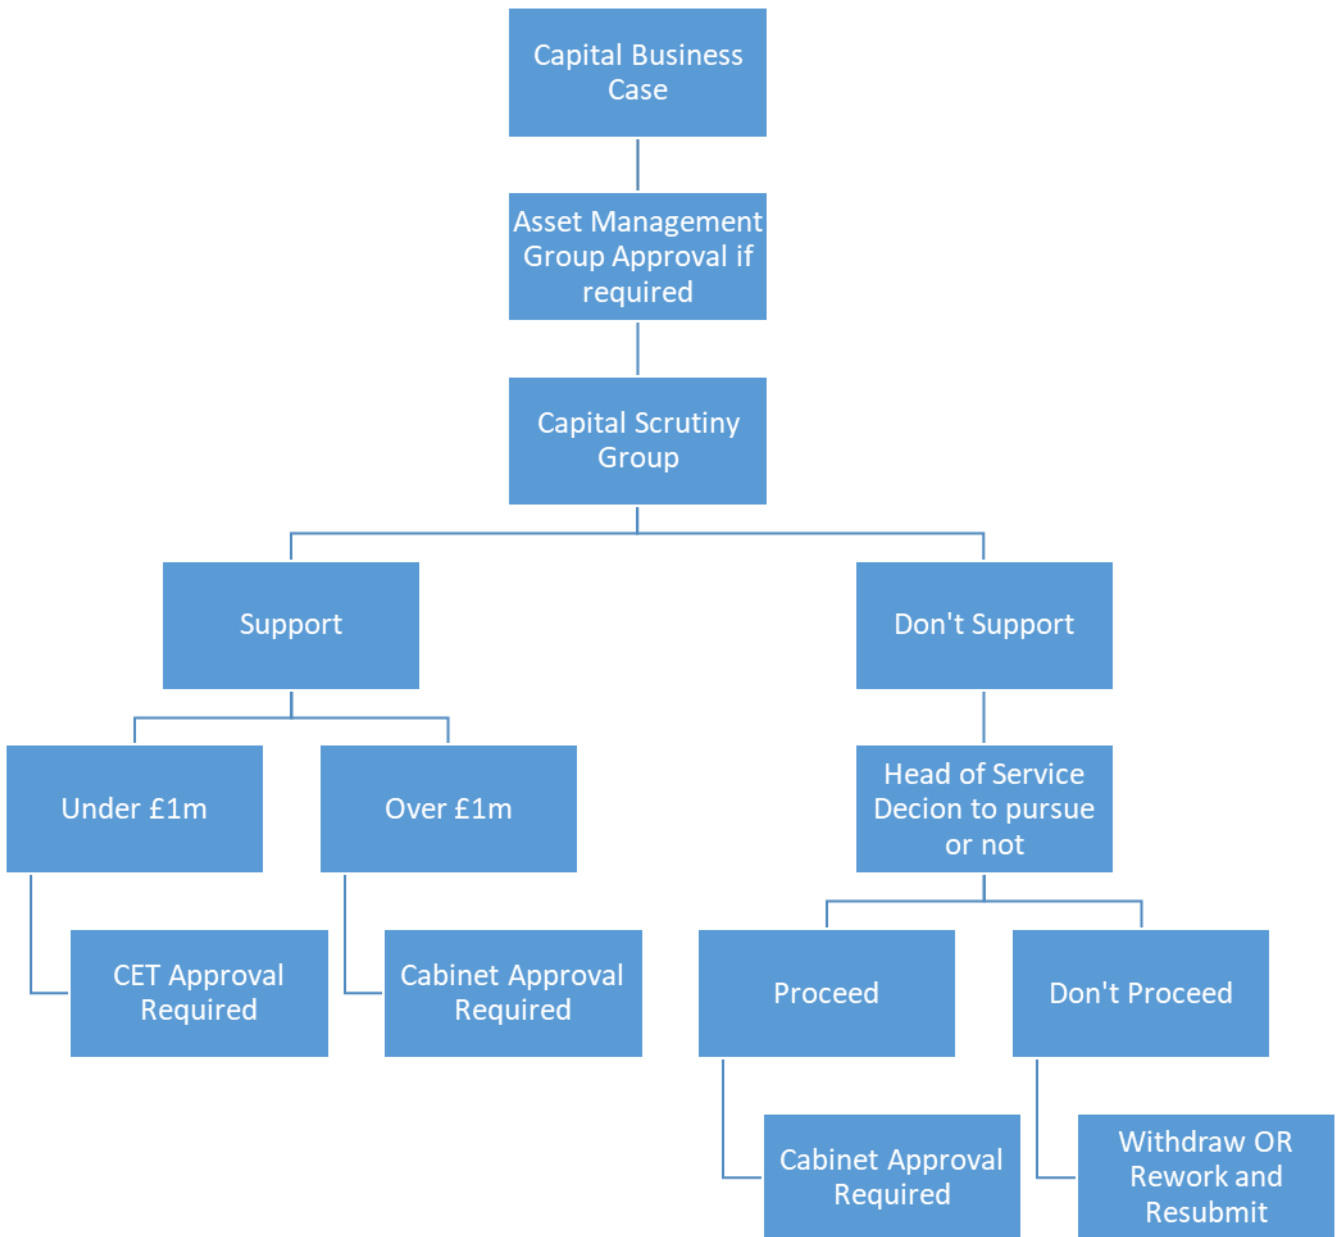 Capital Business
Case
Asset Management
Group Approval if
required
Capital Scrutiny
Group
Support
Don't Support
Under £1m
Over £1m
Head of Service
Decion to pursue
or not
CET Approval
Required
Cabinet Approval
Required
Proceed
Don't Proceed
Cabinet Approval
Required
Withdraw OR
Rework and
Resubmit